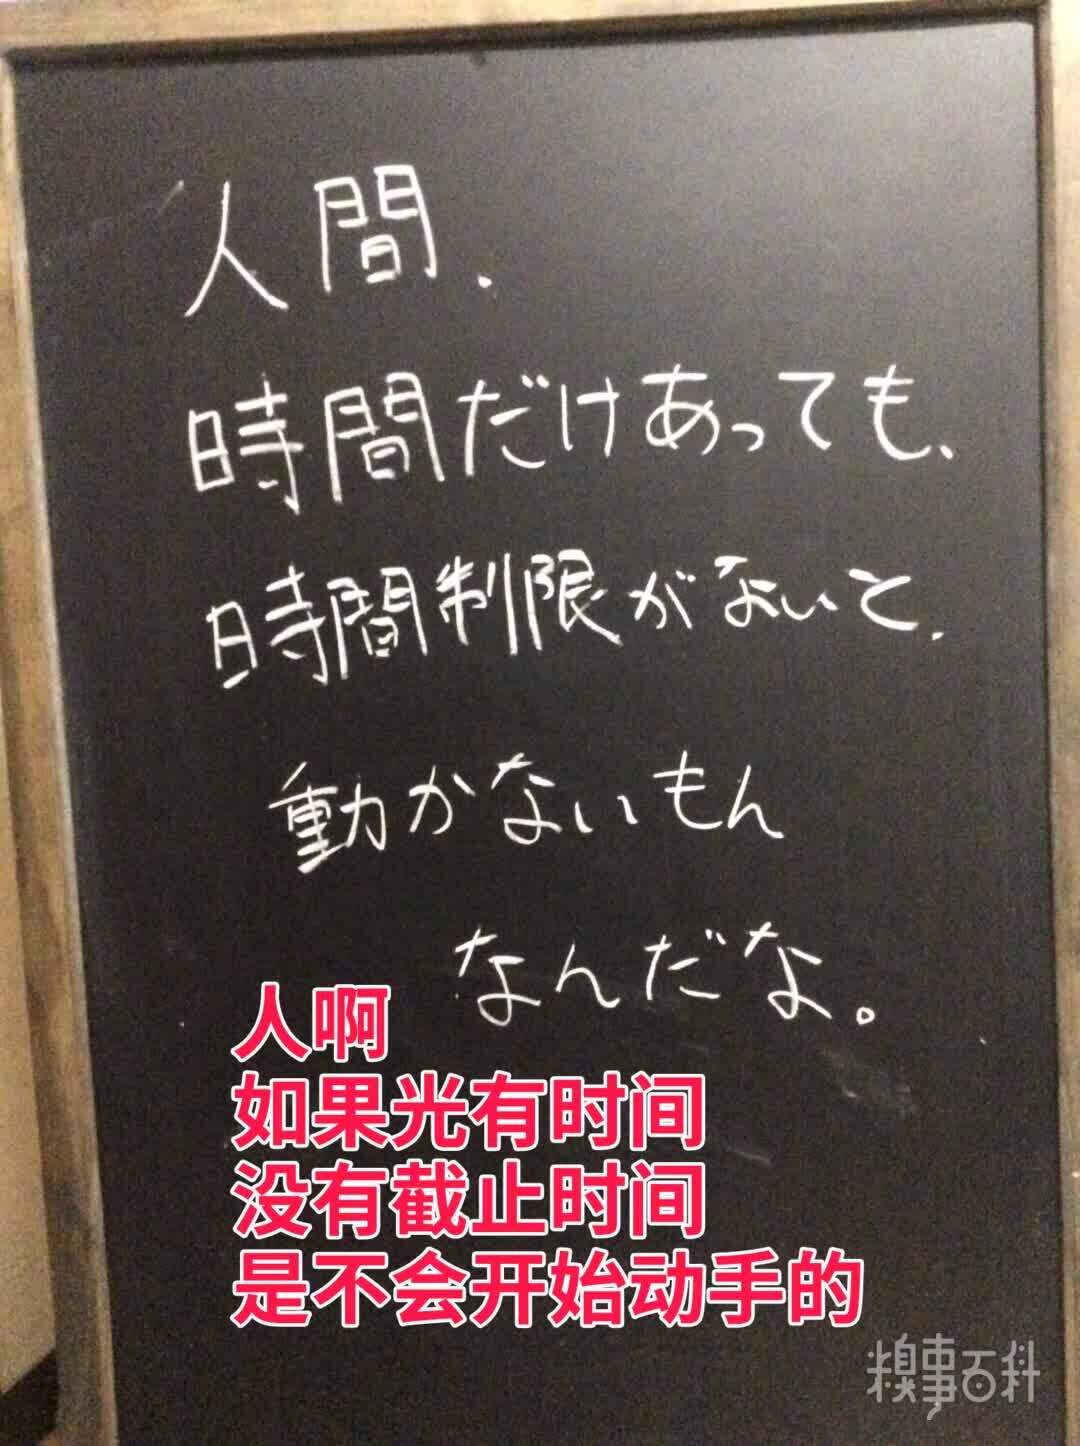 人間.
時間だけあっても、
時間制限がないと.
動かないもん
なんだな。
人啊
如果光有时间
没有截止时间
是不会开始动手的
糗事百科